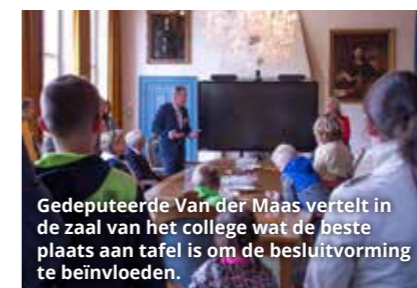 Gedeputeerde Van der Maas vertelt in
de zaal van het college wat de beste
plaats aan tafel is om de besluitvorming
te beïnvloeden.